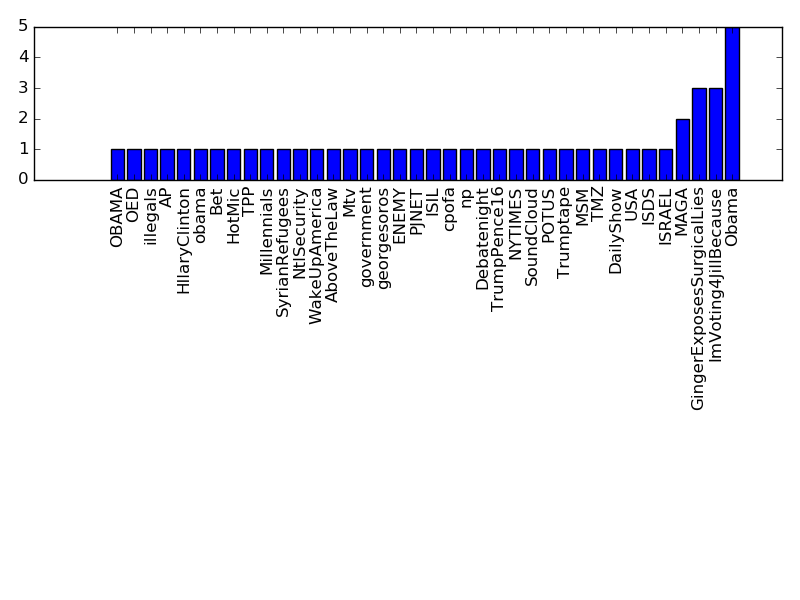 5
4
3
2
1
0
OBAMA
OED
illegals
AP
HIlaryClinton
obama
Bet
HotMic
TPP
Millennials
SyrianRefugees
NtlSecurity
WakeUpAmerica
AboveTheLaw
Mtv
government
georgesoros
ENEMY
PJNET
ISIL
cpofa
np
Debatenight
TrumpPence16
NYTIMES
SoundCloud
POTUS
Trumptape
MSM
TMZ
DailyShow
USA
ISDS
ISRAEL
MAGA
GingerExposesSurgicalLies
ImVoting4JillBecause
Obama